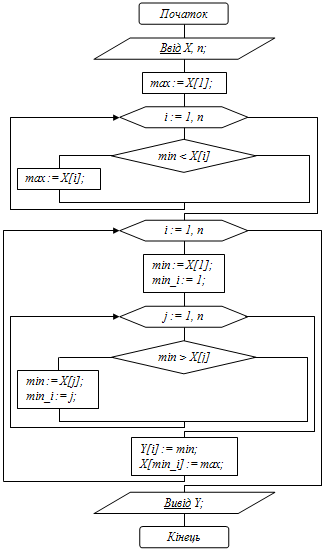 Початок
Ввід X, n;
max := X[1];
i := 1, n
min < X[i]
max := X[i];
i := 1, n
min := X[1];
min_i := 1;
j := 1, n
min > X[j]
min := X[j];
min_i := j;
Y[i] := min;
X[min_i] := max;
Вивід Y;
Кінець